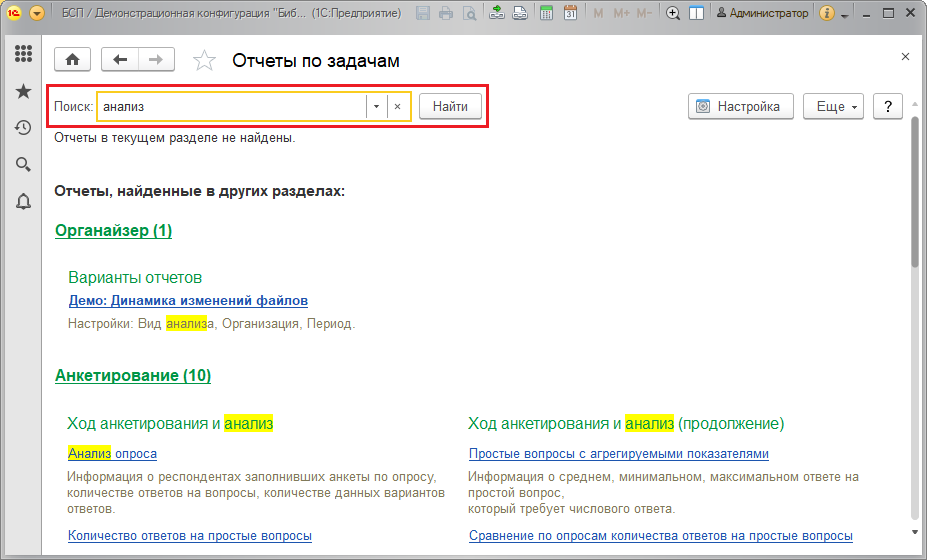 БСП / Демонстрационная конфигурация "Биб... (1С:Предприятие)
31
M M+ M-
Администратор
Отчеты по задачам
Поиск: анализ
Найти
Настройка
Еще
?
Отчеты в текущем разделе не найдены.
Отчеты, найденные в других разделах:
Органайзер (1)
Варианты отчетов
Демо: Динамика изменений файлов
Настройки: Вид анализа, Организация, Период.
Анкетирование (10)
Ход анкетирования и анализ
Анализ опроса
Информация о респондентах заполнивших анкеты по опросу,
количестве ответов на вопросы, количестве данных вариантов
ответов.
Количество ответов на простые вопросы
Ход анкетирования и анализ (продолжение)
Простые вопросы с агрегируемыми показателями
Информация о среднем, минимальном, максимальном ответе на
простой вопрос,
который требует числового ответа.
Сравнение по опросам количества ответов на простые вопросы